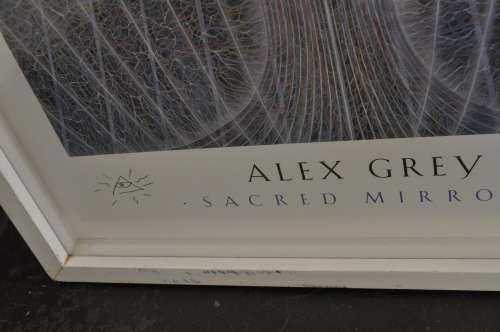 ALEX GREY
· SACRED MIRRO